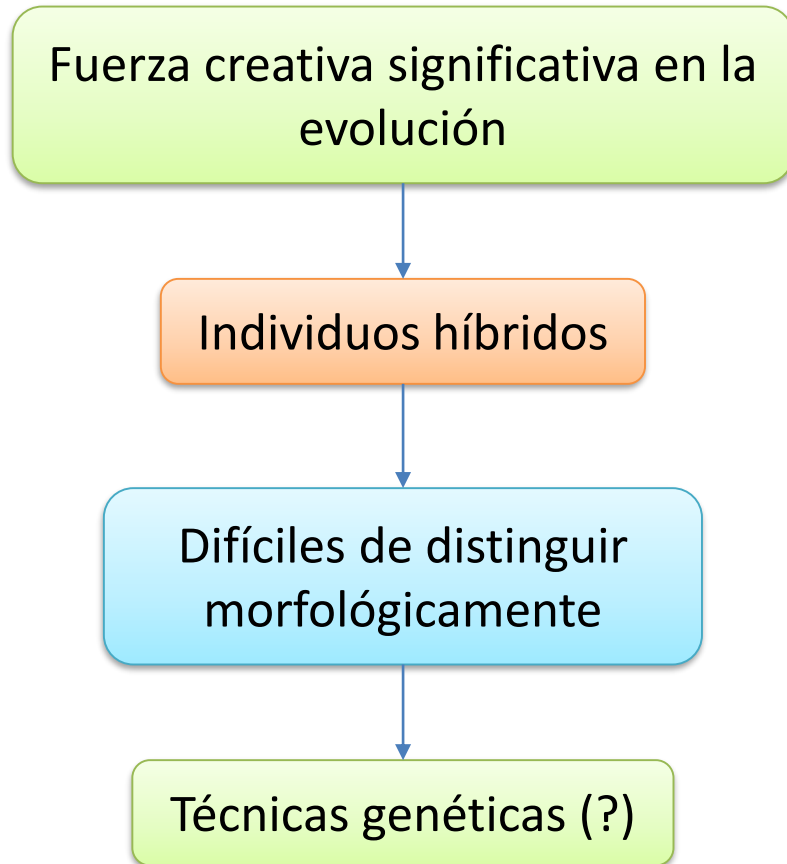 Fuerza creativa significativa en la
evolución
Individuos híbridos
Difíciles de distinguir
morfológicamente
Técnicas genéticas (?)